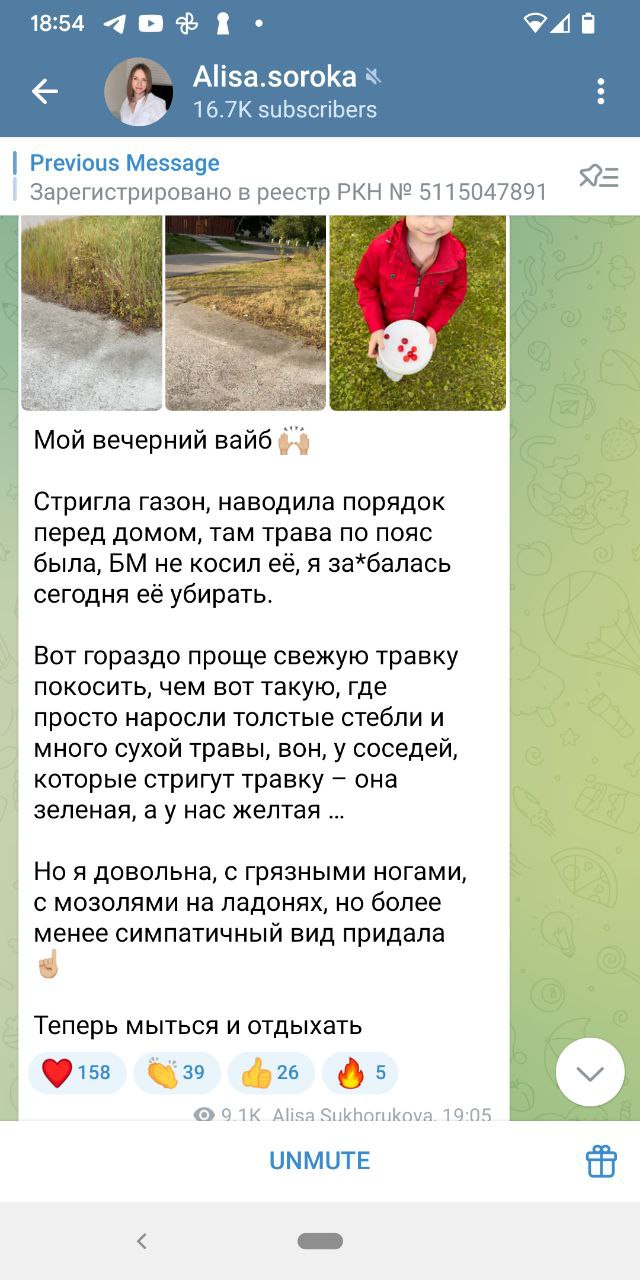 18:54
Alisa.soroka
16.7K subscribers
Previous Message
Зарегистрировано в реестр РКН № 5115047891
Мой вечерний вайб 🙌🏼
Стригла газон, наводила порядок
перед домом, там трава по пояс
была, БМ не косил её, я за*балась
сегодня её убирать.
Вот гораздо проще свежую травку
покосить, чем вот такую, где
просто наросли толстые стебли и
много сухой травы, вон, у соседей,
которые стригут травку – она
зеленая, а у нас желтая ...
Но я довольна, с грязными ногами,
с мозолями на ладонях, но более
менее симпатичный вид придала
☝🏼
Теперь мыться и отдыхать
❤️ 158 👏 39 👍 26 🔥 5
9.1K Alisa Sukhorukova, 19:05
UNMUTE